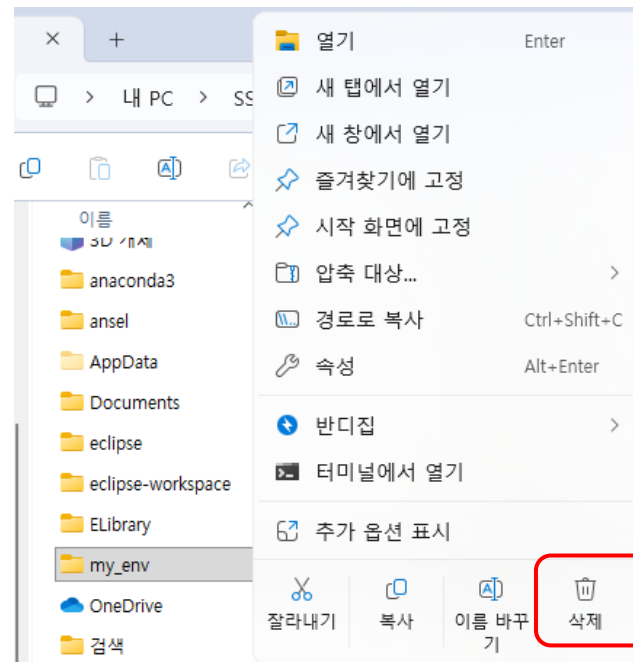 내 PC > SS
이름
3D 개체
anaconda3
ansel
AppData
Documents
eclipse
eclipse-workspace
ELibrary
my_env
OneDrive
검색
열기 Enter
새 탭에서 열기
새 창에서 열기
즐겨찾기에 고정
시작 화면에 고정
압축 대상...
경로로 복사 Ctrl+Shift+C
속성 Alt+Enter
반디집
터미널에서 열기
추가 옵션 표시
잘라내기
복사
이름 바꾸
기
삭제